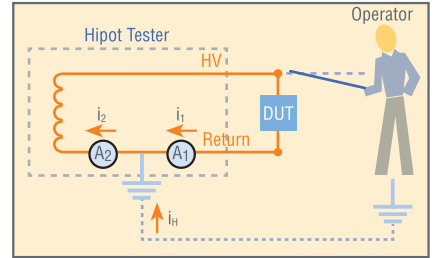 Operator
Hipot Tester
HV
i2
i1
DUT
A2
A1
Return
iH